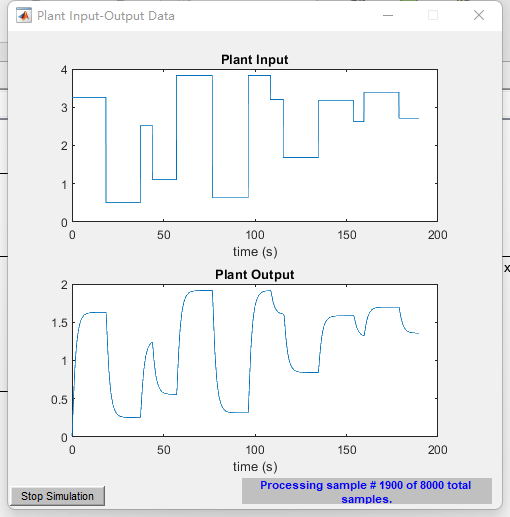 Plant Input-Output Data
Plant Input
4
3
2
1
0
0 50 100 150 200
time (s)
Plant Output
2
1.5
1
0.5
0
0 50 100 150 200
time (s)
x
Stop Simulation
Processing sample # 1900 of 8000 total
samples.